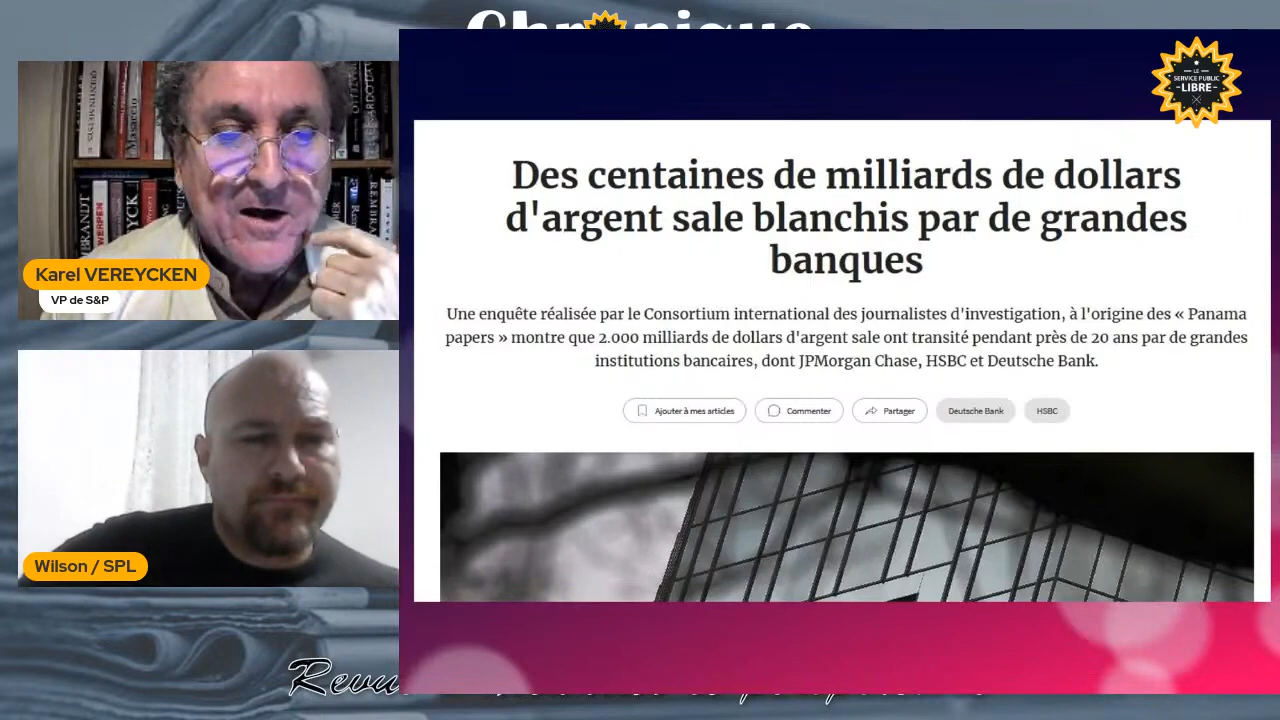 Chronique
LE
SERVICE PUBLIC
LIBRE
Karel VEREYCKEN
VP de S&P
Wilson / SPL
Masaccio
Des centaines de milliards de dollars
d'argent sale blanchis par de grandes
banques
Une enquête réalisée par le Consortium international des journalistes d'investigation, à l'origine des « Panama
papers » montre que 2.000 milliards de dollars d'argent sale ont transité pendant près de 20 ans par de grandes
institutions bancaires, dont JPMorgan Chase, HSBC et Deutsche Bank.
Ajouter à mes articles
Commenter
Partager
Deutsche Bank
HSBC